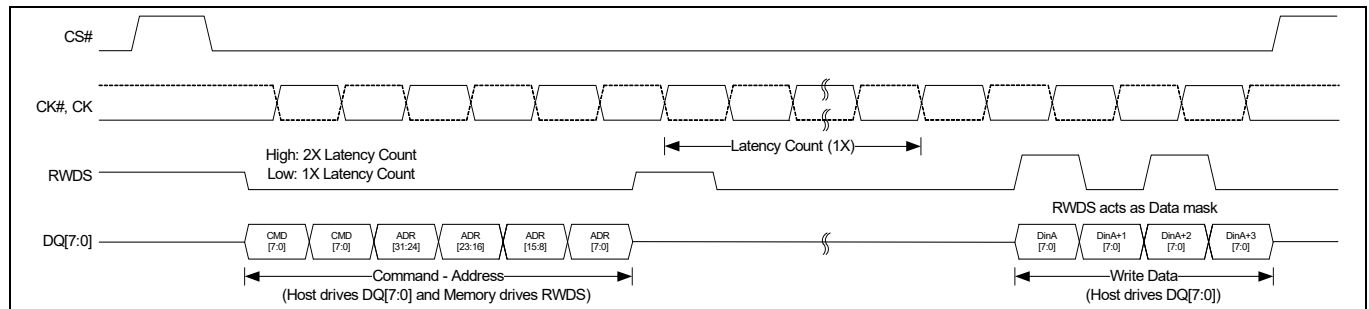 CS#
CK#, CK
Latency Count (1X)
High: 2X Latency Count
Low: 1X Latency Count
RWDS
RWDS acts as Data mask
DQ[7:0]
CMD [7:0]
CMD [7:0]
ADR [31:24]
ADR [23:16]
ADR [15:8]
ADR [7:0]
DinA [7:0]
DinA+1 [7:0]
DinA+2 [7:0]
DinA+3 [7:0]
Command - Address
(Host drives DQ[7:0] and Memory drives RWDS)
Write Data
(Host drives DQ[7:0])